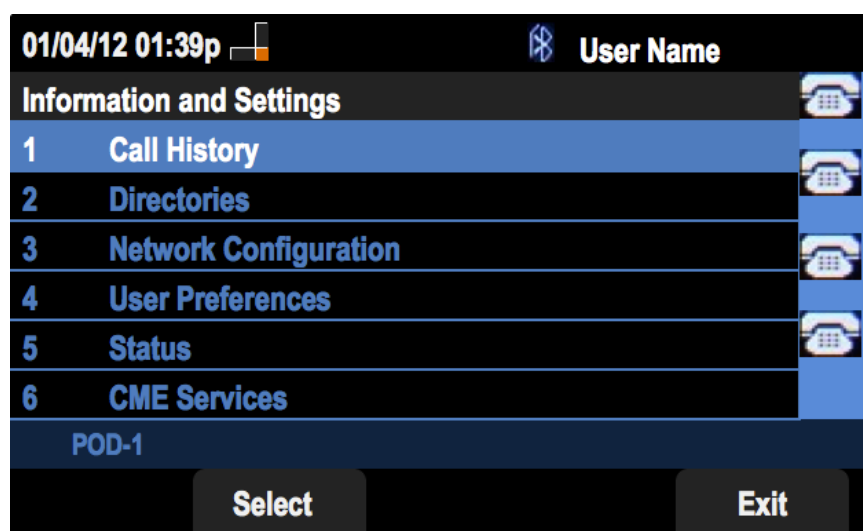 01/04/12 01:39p User Name
Information and Settings
1 Call History
2 Directories
3 Network Configuration
4 User Preferences
5 Status
6 CME Services
POD-1
Select Exit